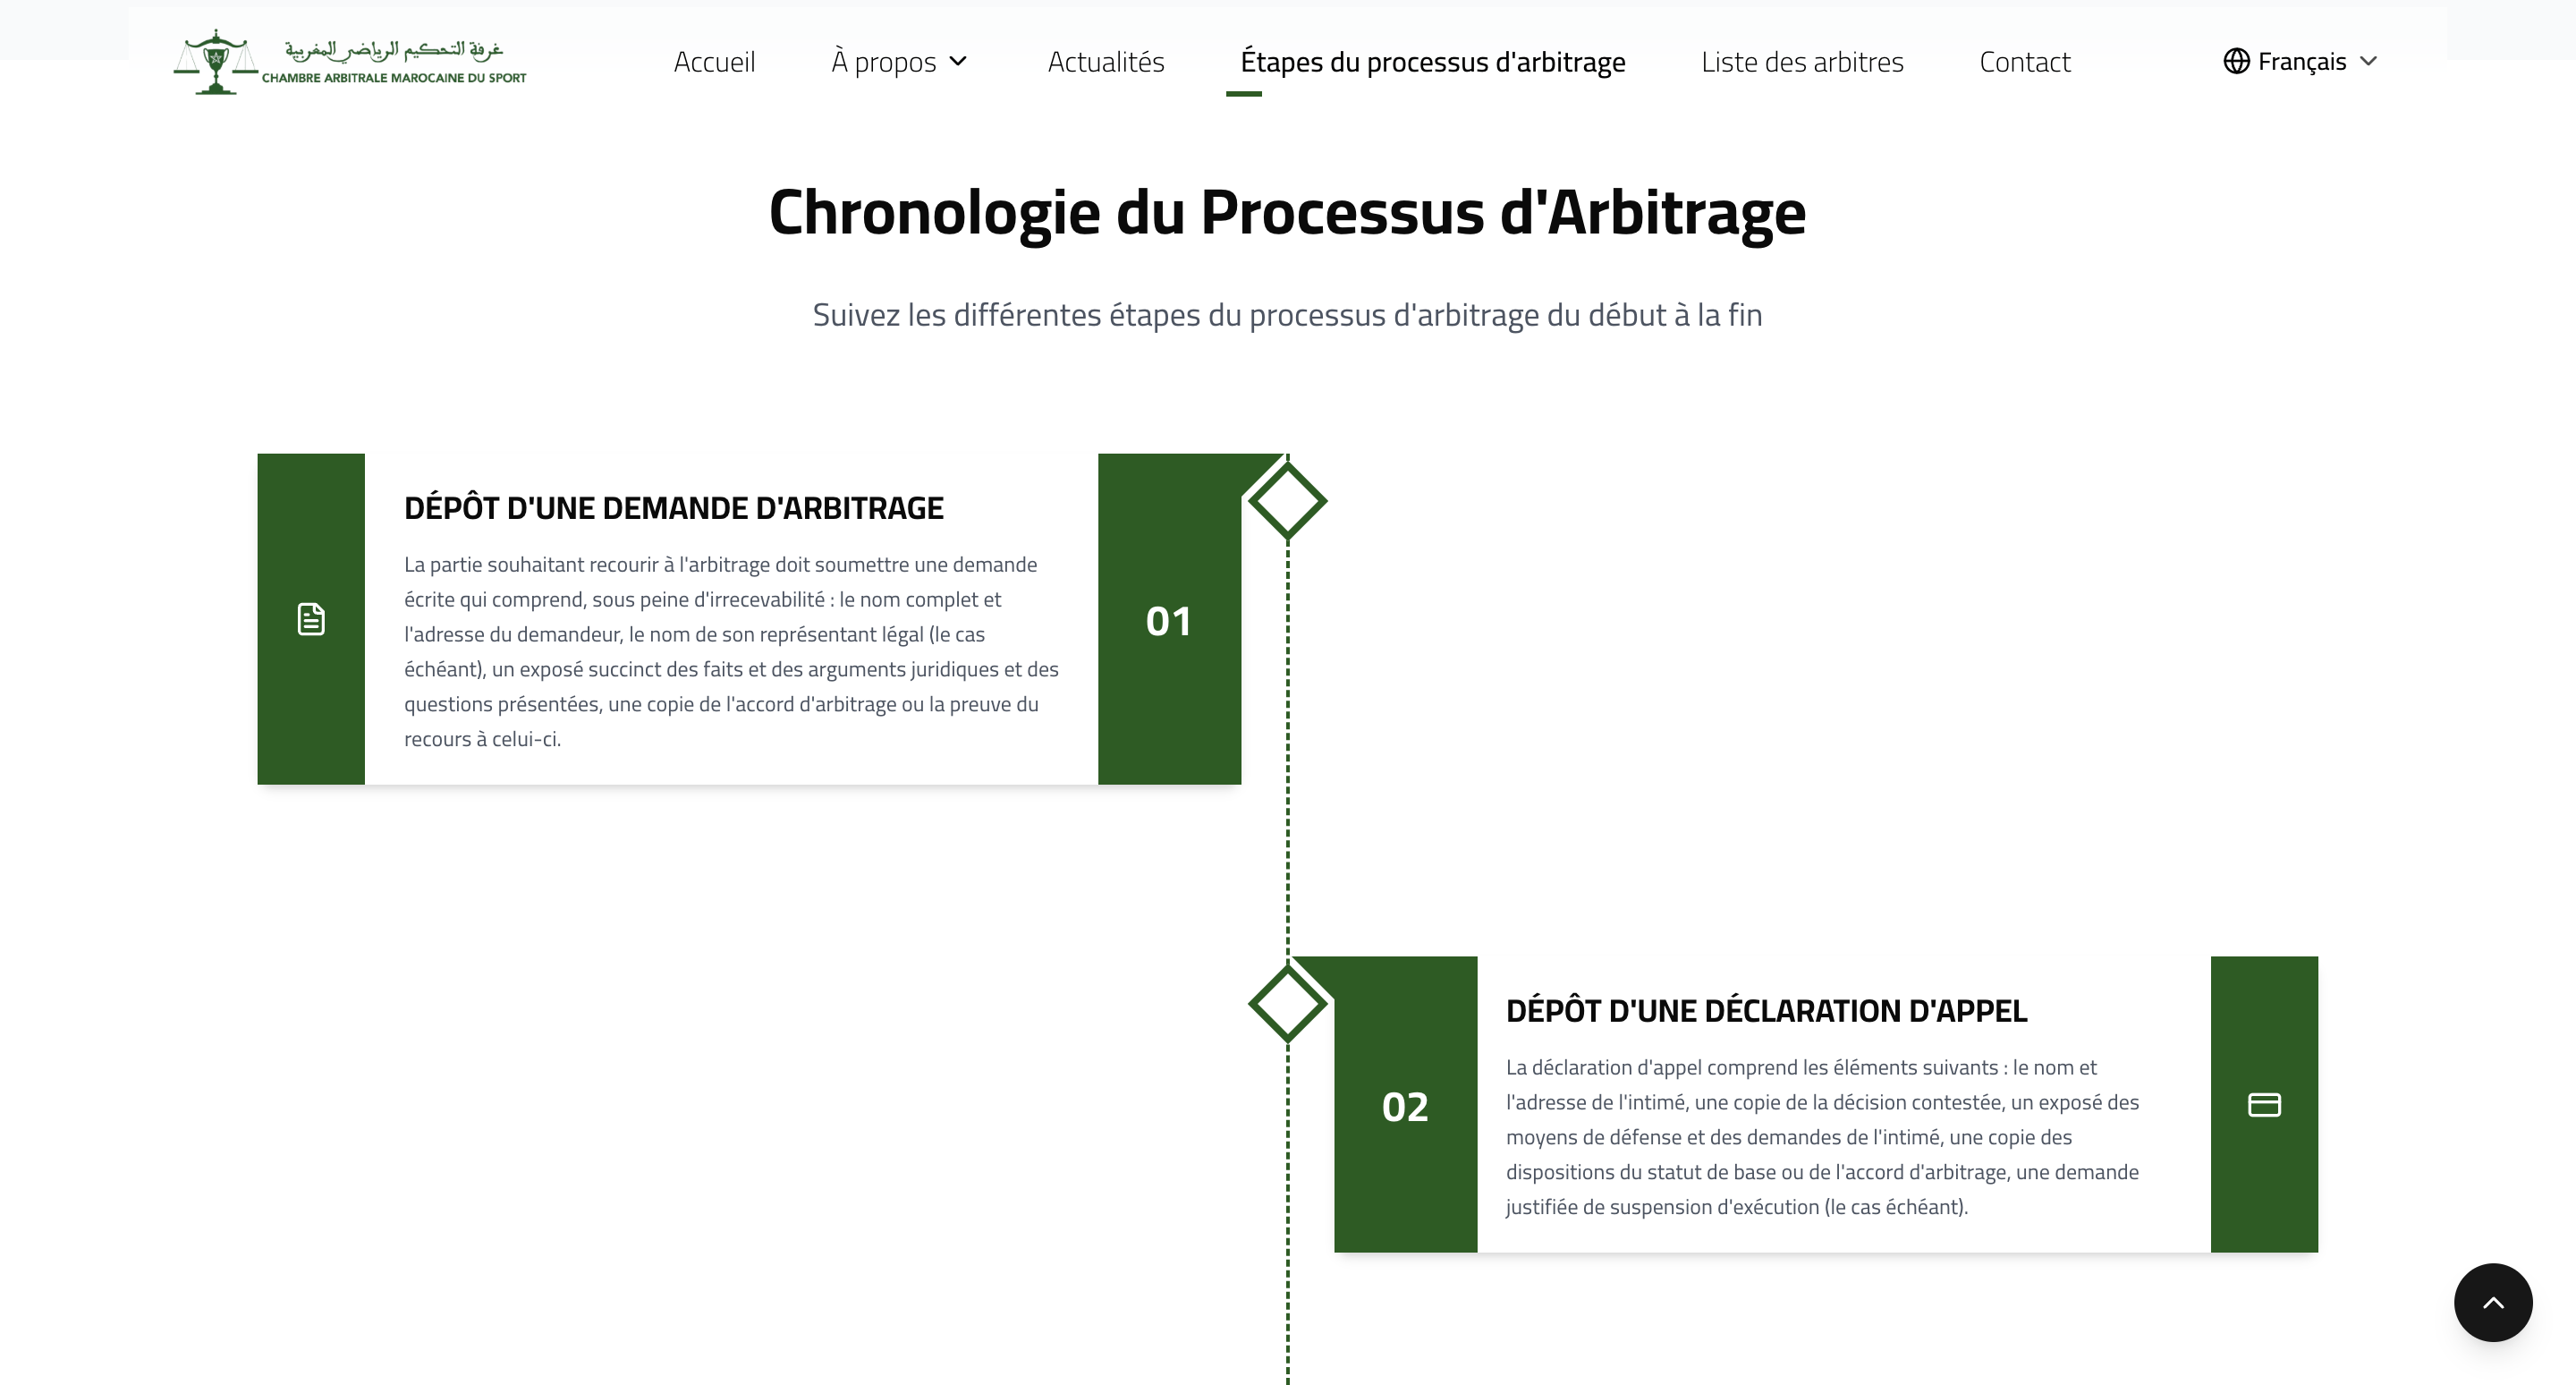 غرفة التحكيم الرياضي المغربية
CHAMBRE ARBITRALE MAROCAINE DU SPORT
Accueil
À propos
Actualités
Étapes du processus d'arbitrage
Liste des arbitres
Contact
Français
Chronologie du Processus d'Arbitrage
Suivez les différentes étapes du processus d'arbitrage du début à la fin
DÉPÔT D'UNE DEMANDE D'ARBITRAGE
La partie souhaitant recourir à l'arbitrage doit soumettre une demande
écrite qui comprend, sous peine d'irrecevabilité : le nom complet et
l'adresse du demandeur, le nom de son représentant légal (le cas
échéant), un exposé succinct des faits et des arguments juridiques et des
questions présentées, une copie de l'accord d'arbitrage ou la preuve du
recours à celui-ci.
01
02
DÉPÔT D'UNE DÉCLARATION D'APPEL
La déclaration d'appel comprend les éléments suivants : le nom et
l'adresse de l'intimé, une copie de la décision contestée, un exposé des
moyens de défense et des demandes de l'intimé, une copie des
dispositions du statut de base ou de l'accord d'arbitrage, une demande
justifiée de suspension d'exécution (le cas échéant).